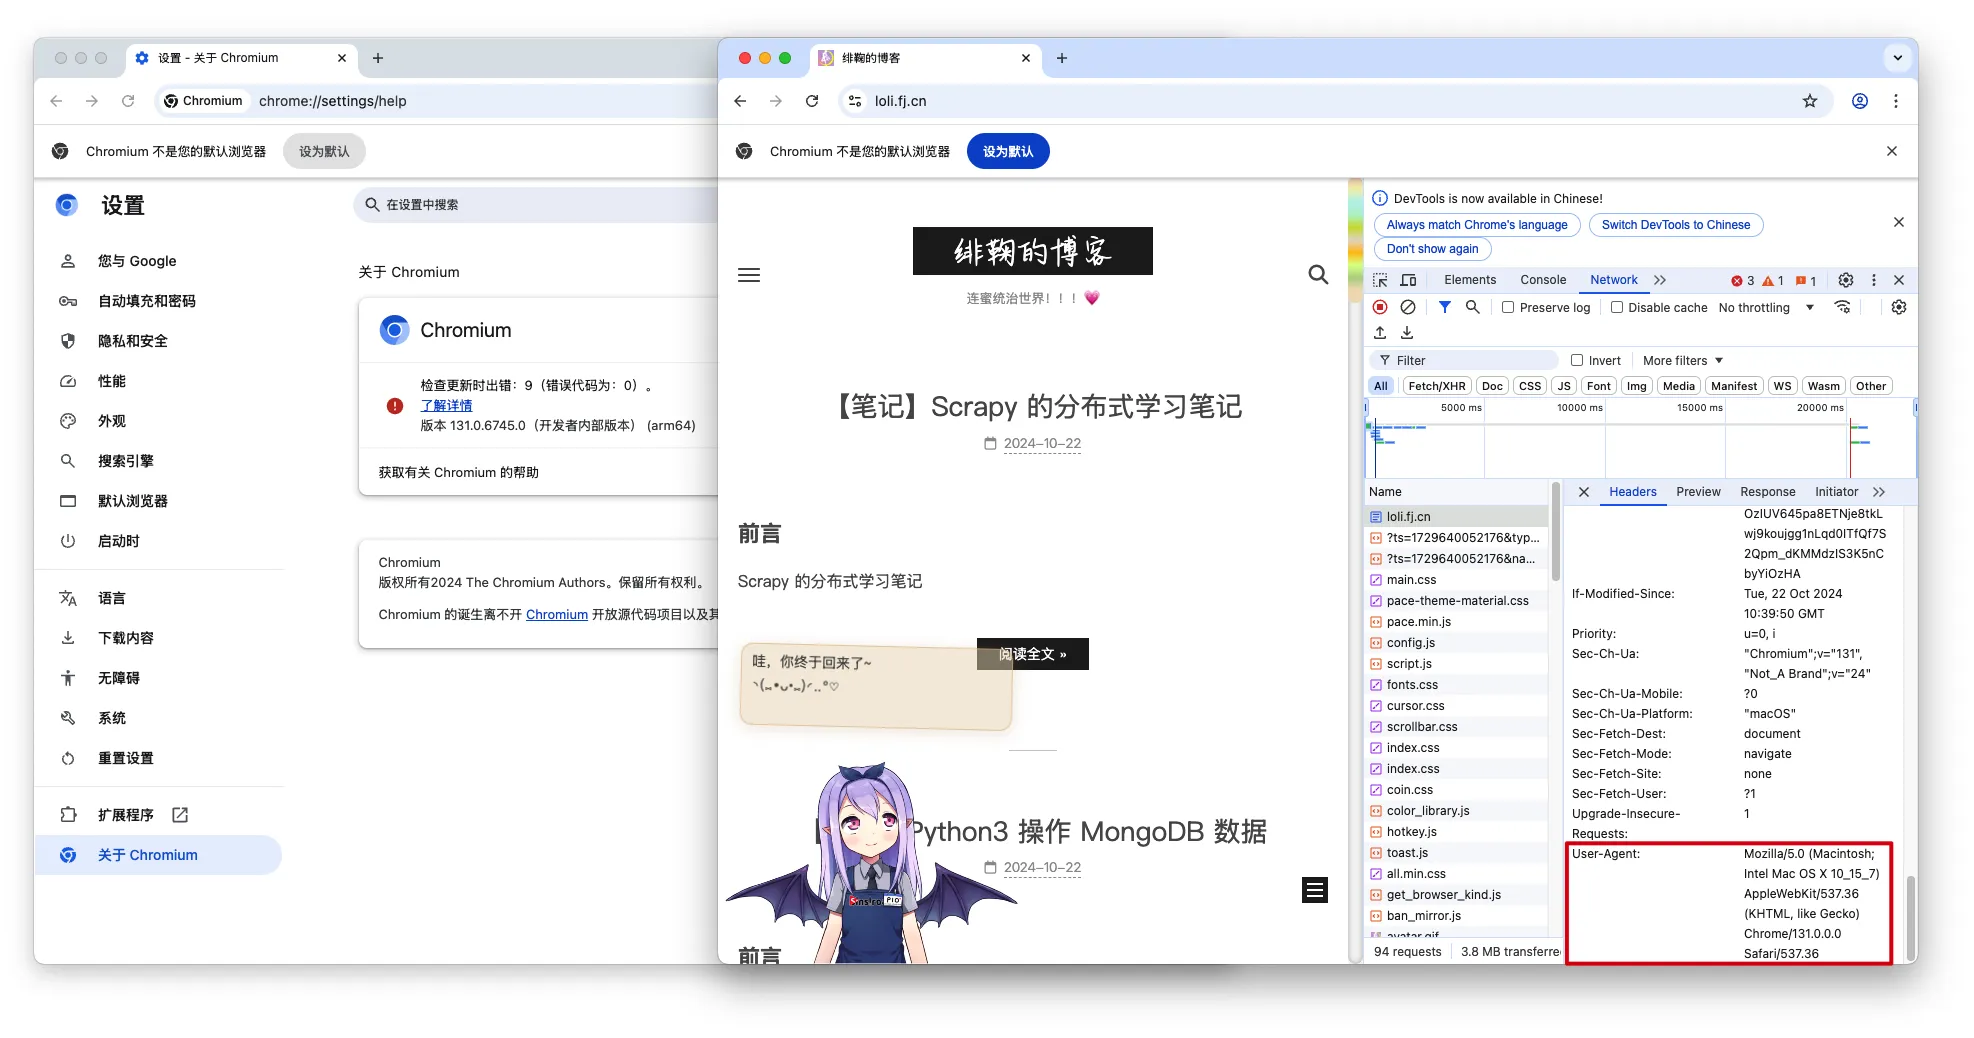 设置 - 关于 Chromium
Chromium
chrome://settings/help
Chromium 不是您的默认浏览器
设为默认
设置
在设置中搜索
您与 Google
自动填充和密码
隐私和安全
性能
外观
搜索引擎
默认浏览器
启动时
语言
下载内容
无障碍
系统
重置设置
扩展程序
关于 Chromium
关于 Chromium
Chromium
检查更新时出错：9（错误代码为：0）。
了解详情
版本 131.0.6745.0（开发者内部版本） (arm64)
获取有关 Chromium 的帮助
Chromium
版权所有2024 The Chromium Authors。保留所有权利。
Chromium 的诞生离不开 Chromium 开放源代码项目以及其
绯鞠的博客
loli.fj.cn
Chromium 不是您的默认浏览器
设为默认
绯鞠的博客
连蜜统治世界！！！💗
【笔记】Scrapy 的分布式学习笔记
2024-10-22
前言
Scrapy 的分布式学习笔记
阅读全文 »
哇，你终于回来了~
ヽ(˶•ᴗ•˶)ノ..°♡
Python3 操作 MongoDB 数据
2024-10-22
PIO
前言
DevTools is now available in Chinese!
Always match Chrome's language
Switch DevTools to Chinese
Don't show again
Elements
Console
Network
3
1
1
Preserve log
Disable cache
No throttling
Filter
Invert
More filters
All
Fetch/XHR
Doc
CSS
JS
Font
Img
Media
Manifest
WS
Wasm
Other
5000 ms
10000 ms
15000 ms
20000 ms
Name
loli.fj.cn
?ts=1729640052176&typ...
?ts=1729640052176&na...
main.css
pace-theme-material.css
pace.min.js
config.js
script.js
fonts.css
cursor.css
scrollbar.css
index.css
index.css
coin.css
color_library.js
hotkey.js
toast.js
all.min.css
get_browser_kind.js
ban_mirror.js
avatar.gif
94 requests
3.8 MB transferre
Headers
Preview
Response
Initiator
OzIUV645pa8ETNje8tkL
wj9koujgg1nLqd0ITfQf7S
2Qpm_dKMMdzIS3K5nC
byYiOzHA
If-Modified-Since: Tue, 22 Oct 2024
10:39:50 GMT
Priority: u=0, i
Sec-Ch-Ua: "Chromium";v="131",
"Not_A Brand";v="24"
Sec-Ch-Ua-Mobile: ?0
Sec-Ch-Ua-Platform: "macOS"
Sec-Fetch-Dest: document
Sec-Fetch-Mode: navigate
Sec-Fetch-Site: none
Sec-Fetch-User: ?1
Upgrade-Insecure- 1
Requests:
User-Agent: Mozilla/5.0 (Macintosh;
Intel Mac OS X 10_15_7)
AppleWebKit/537.36
(KHTML, like Gecko)
Chrome/131.0.0.0
Safari/537.36